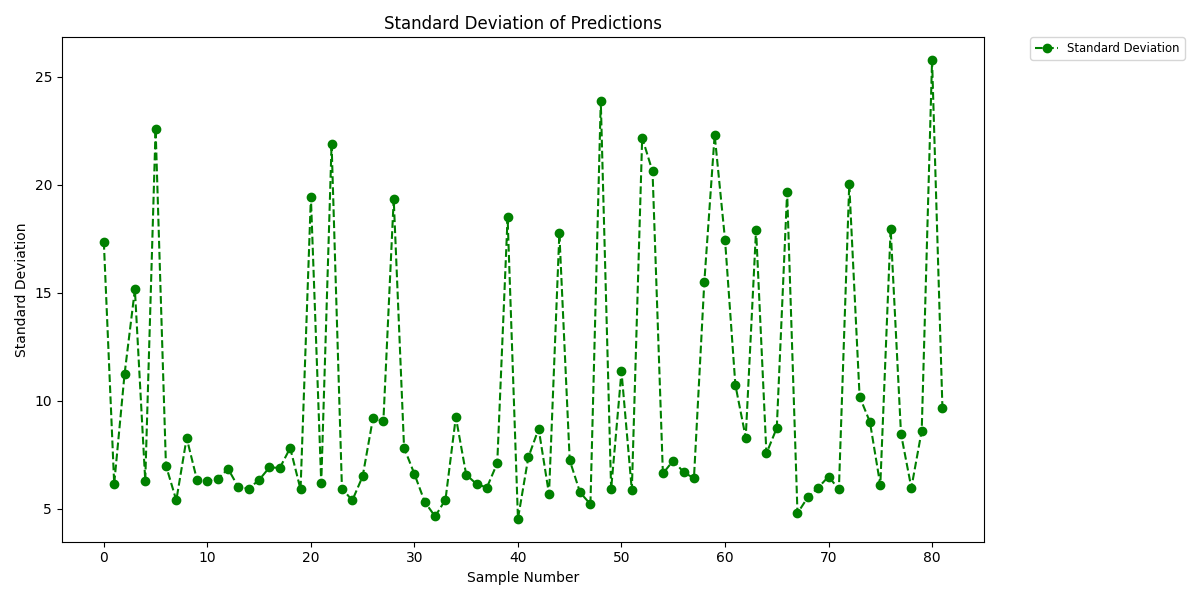 Standard Deviation of Predictions
Standard Deviation
25
20
15
10
5
Standard Deviation
0 10 20 30 40 50 60 70 80
Sample Number